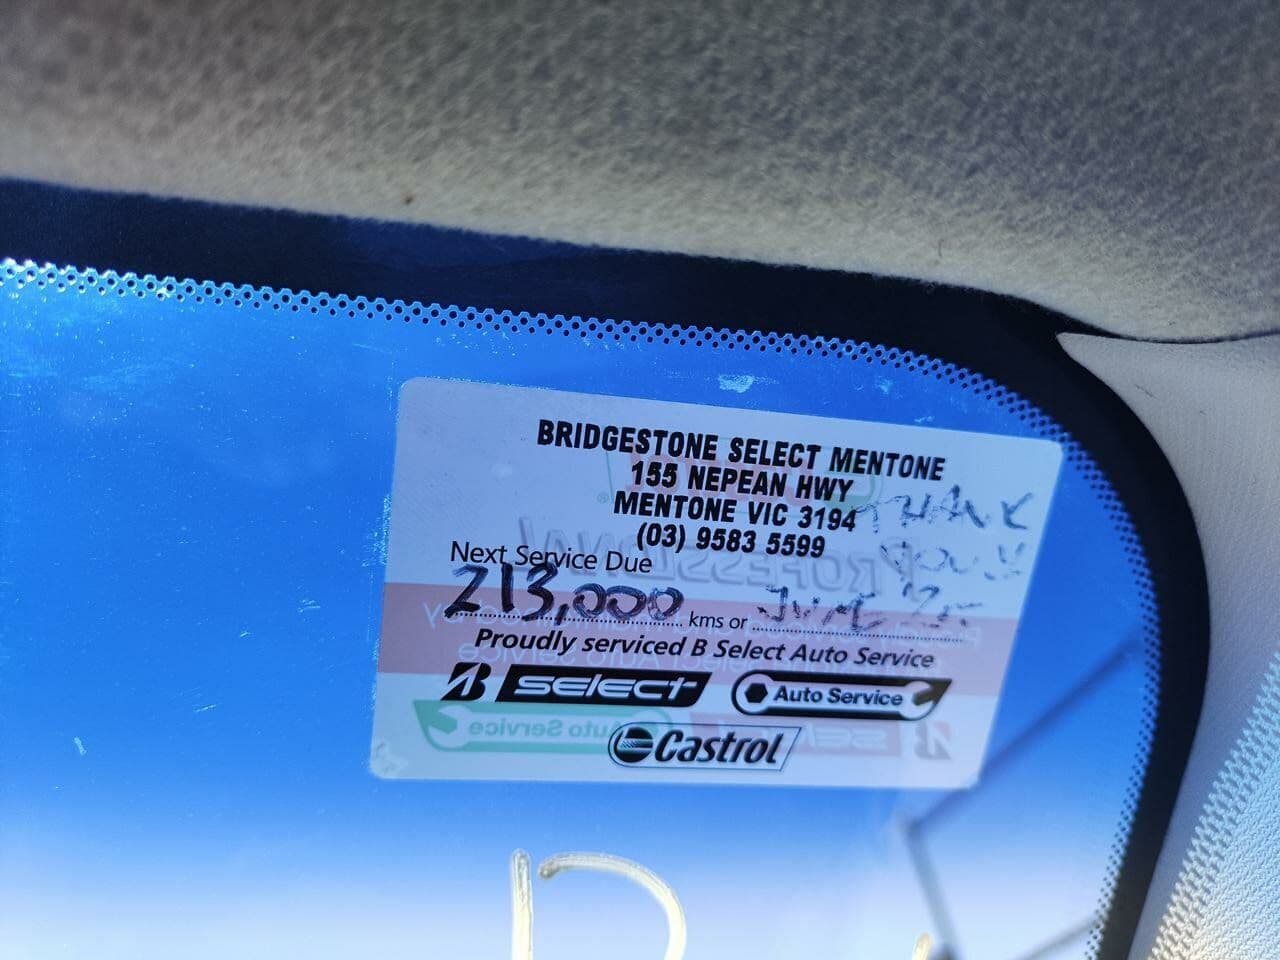 BRIDGESTONE SELECT MENTONE
155 NEPEAN HWY
MENTONE VIC 3194
(03) 9583 5599
THANK
YOU
Next Service Due
213,000 kms or JUNE 25
Proudly serviced B Select Auto Service
B SELECT Auto Service
Castrol